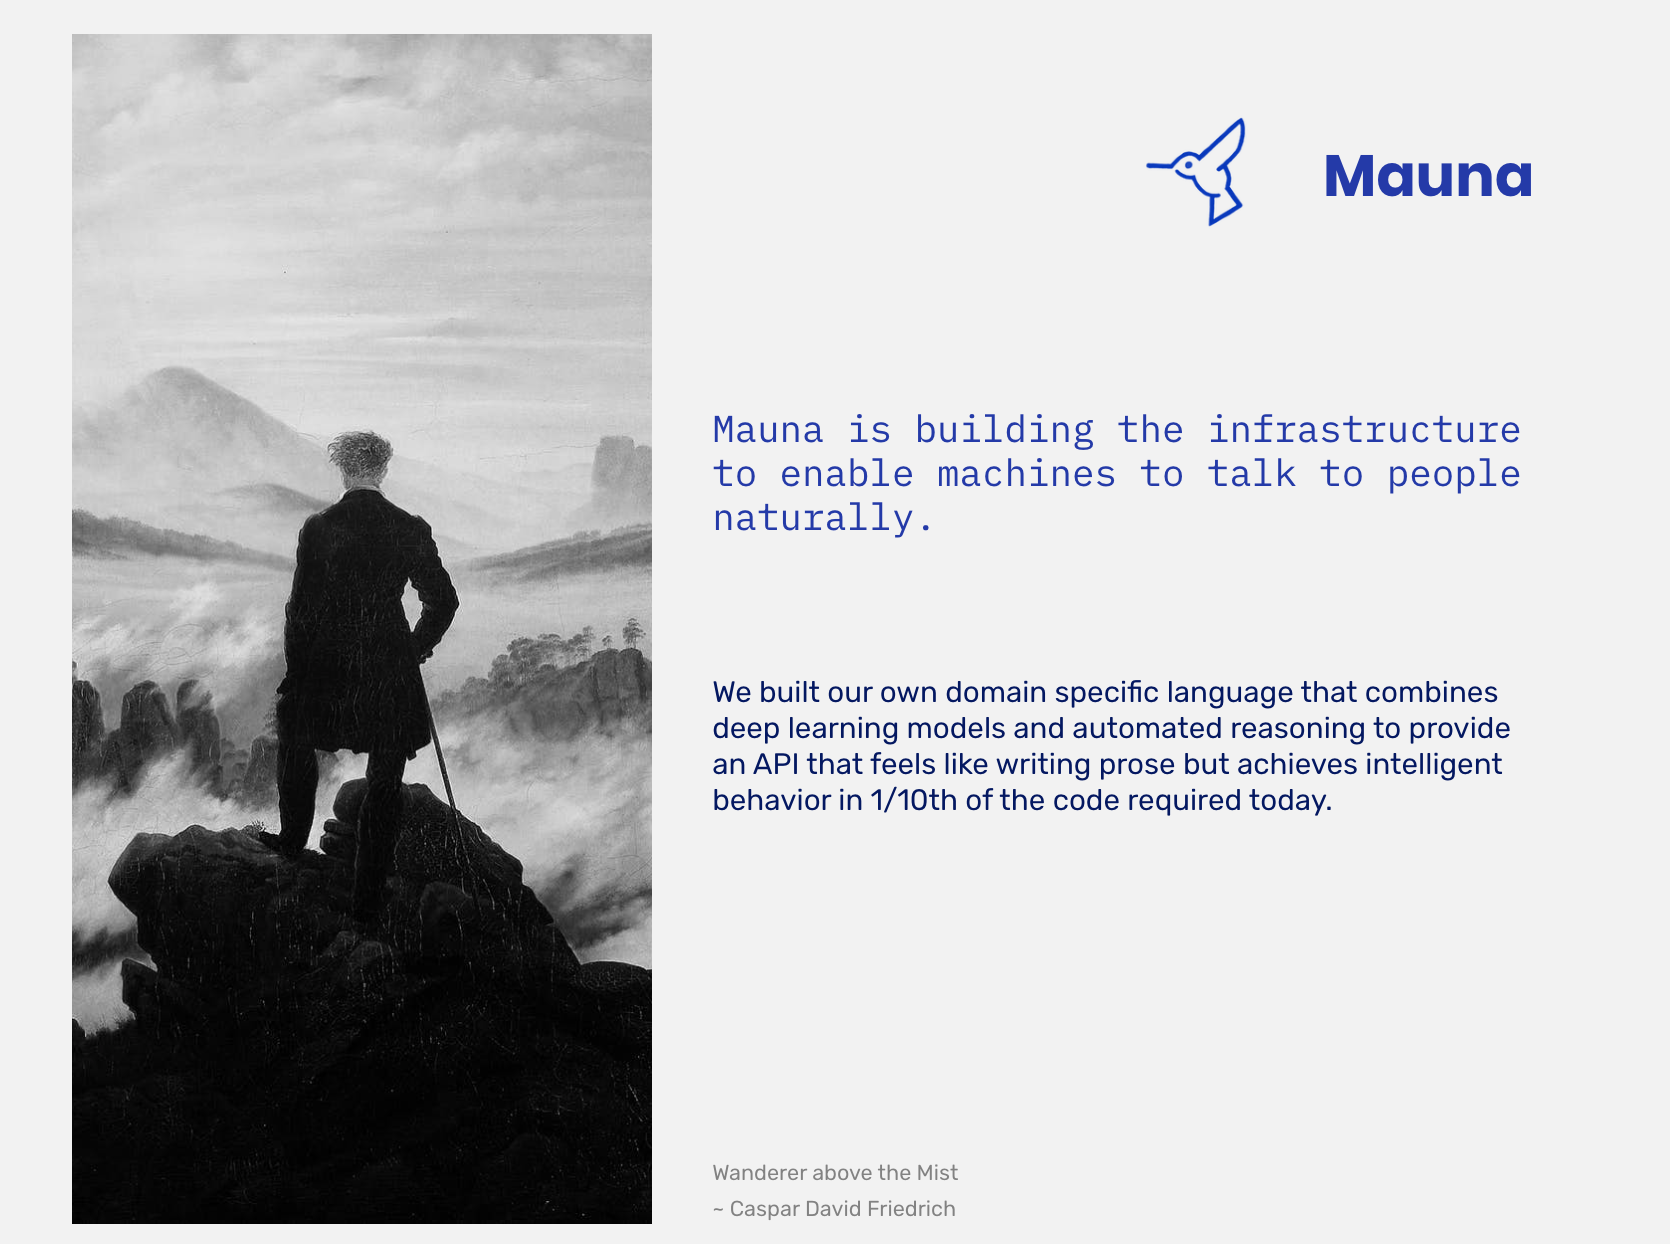 Mauna
Mauna is building the infrastructure
to enable machines to talk to people
naturally.
We built our own domain specific language that combines
deep learning models and automated reasoning to provide
an API that feels like writing prose but achieves intelligent
behavior in 1/10th of the code required today.
Wanderer above the Mist
~ Caspar David Friedrich